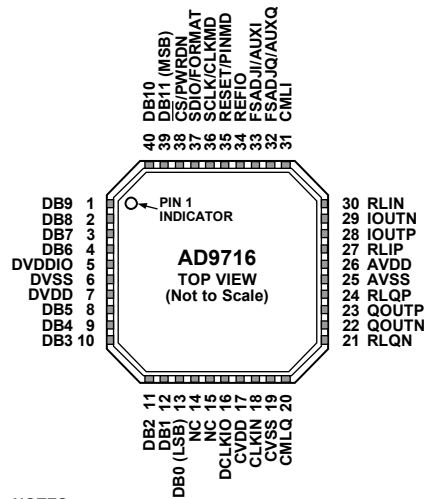 40 DB10
39 DB11 (MSB)
38 CS/PWRDN
37 SDIO/FORMAT
36 SCLK/CLKMD
35 RESET/PINMD
34 REFIO
33 FSADJI/AUXI
32 FSADJQ/AUXQ
31 CMLI
DB9 1
DB8 2
DB7 3
DB6 4
DVDDIO 5
DVSS 6
DVDD 7
DB5 8
DB4 9
DB3 10
PIN 1
INDICATOR
AD9716
TOP VIEW
(Not to Scale)
30 RLIN
29 IOUTN
28 IOUTP
27 RLIP
26 AVDD
25 AVSS
24 RLQP
23 QOUTP
22 QOUTN
21 RLQN
DB2 11
DB1 12
DB0 (LSB) 13
NC 14
NC 15
DCLKIO 16
CVDD 17
CLKIN 18
CVSS 19
CMLQ 20